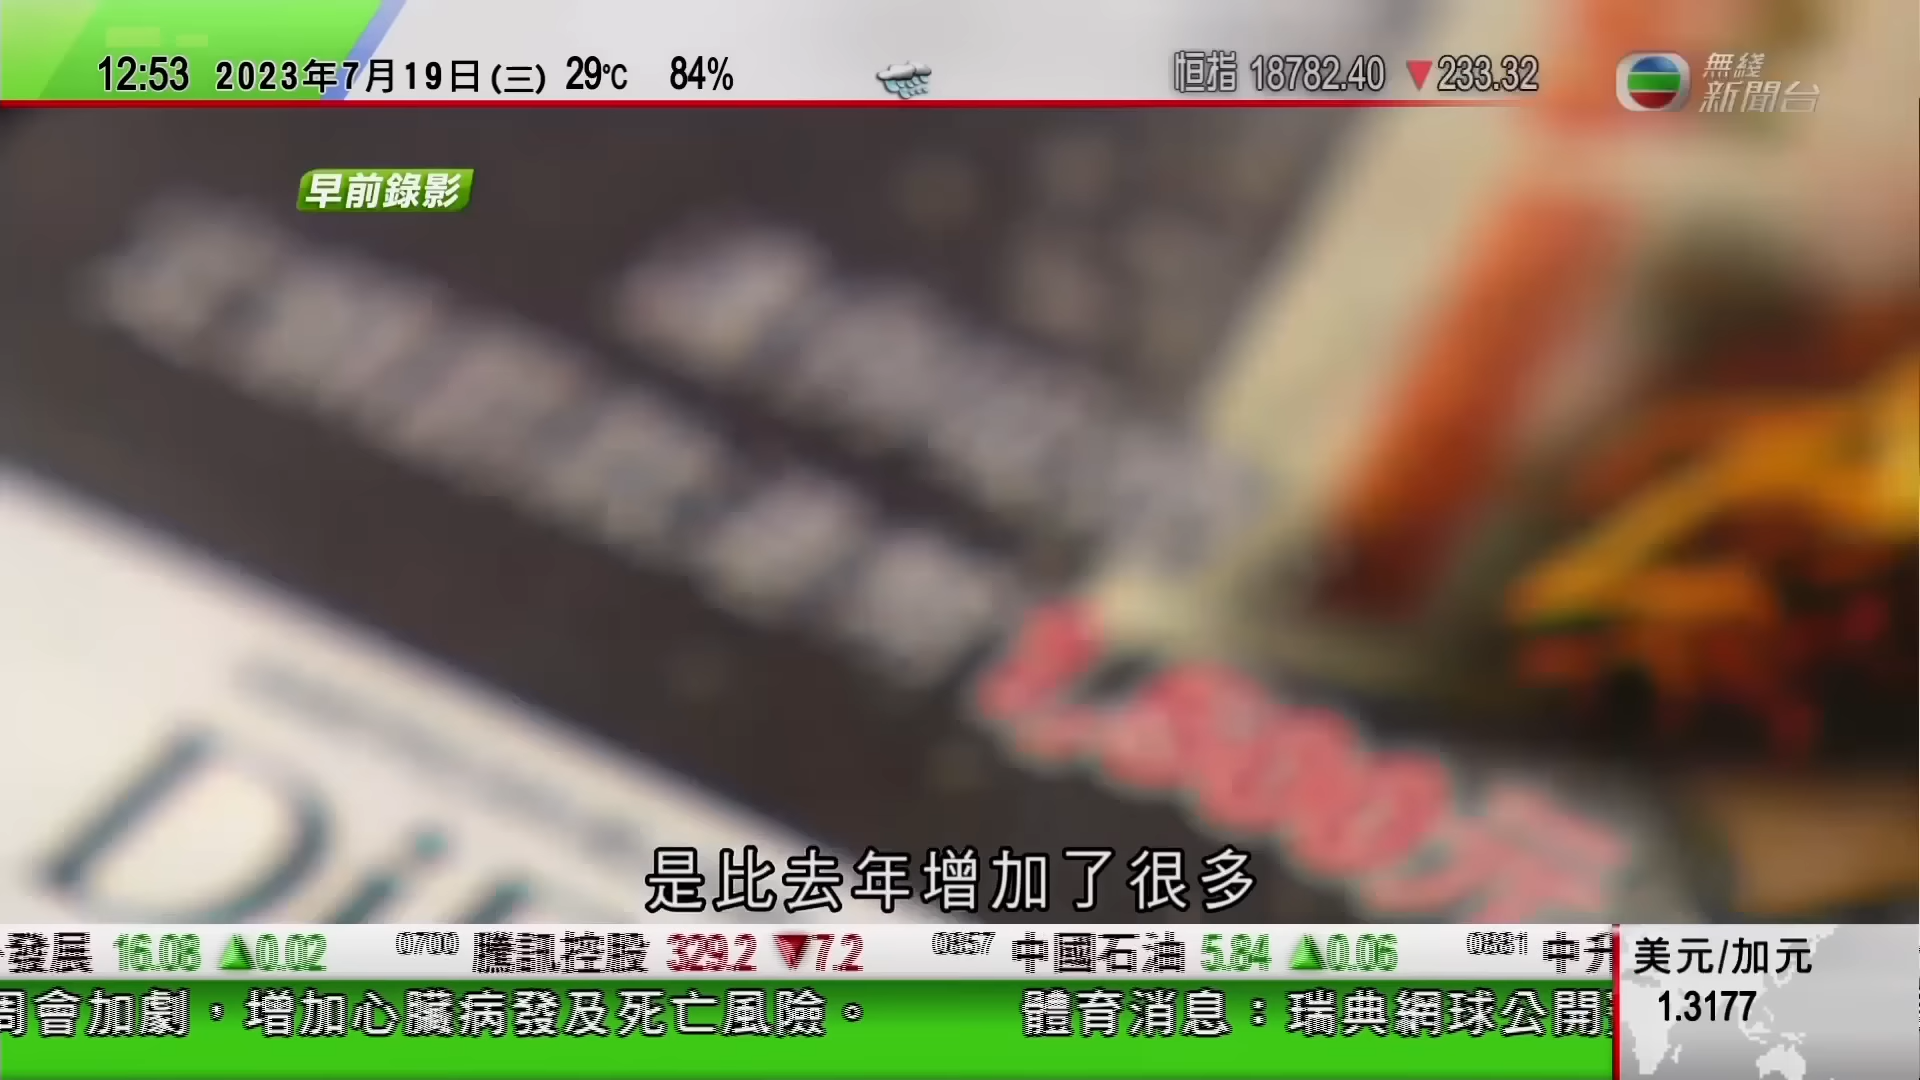 12:53 2023年7月19日(三) 29℃ 84% 恒指 18782.40 ▼233.32
無綫
新聞台
早前錄影
是比去年增加了很多
發展 16.08 ▲0.02 0700 騰訊控股 329.2 ▼7.2 0857 中國石油 5.84 ▲0.06 0881 中升
周會加劇，增加心臟病發及死亡風險。 體育消息：瑞典網球公開
美元/加元
1.3177